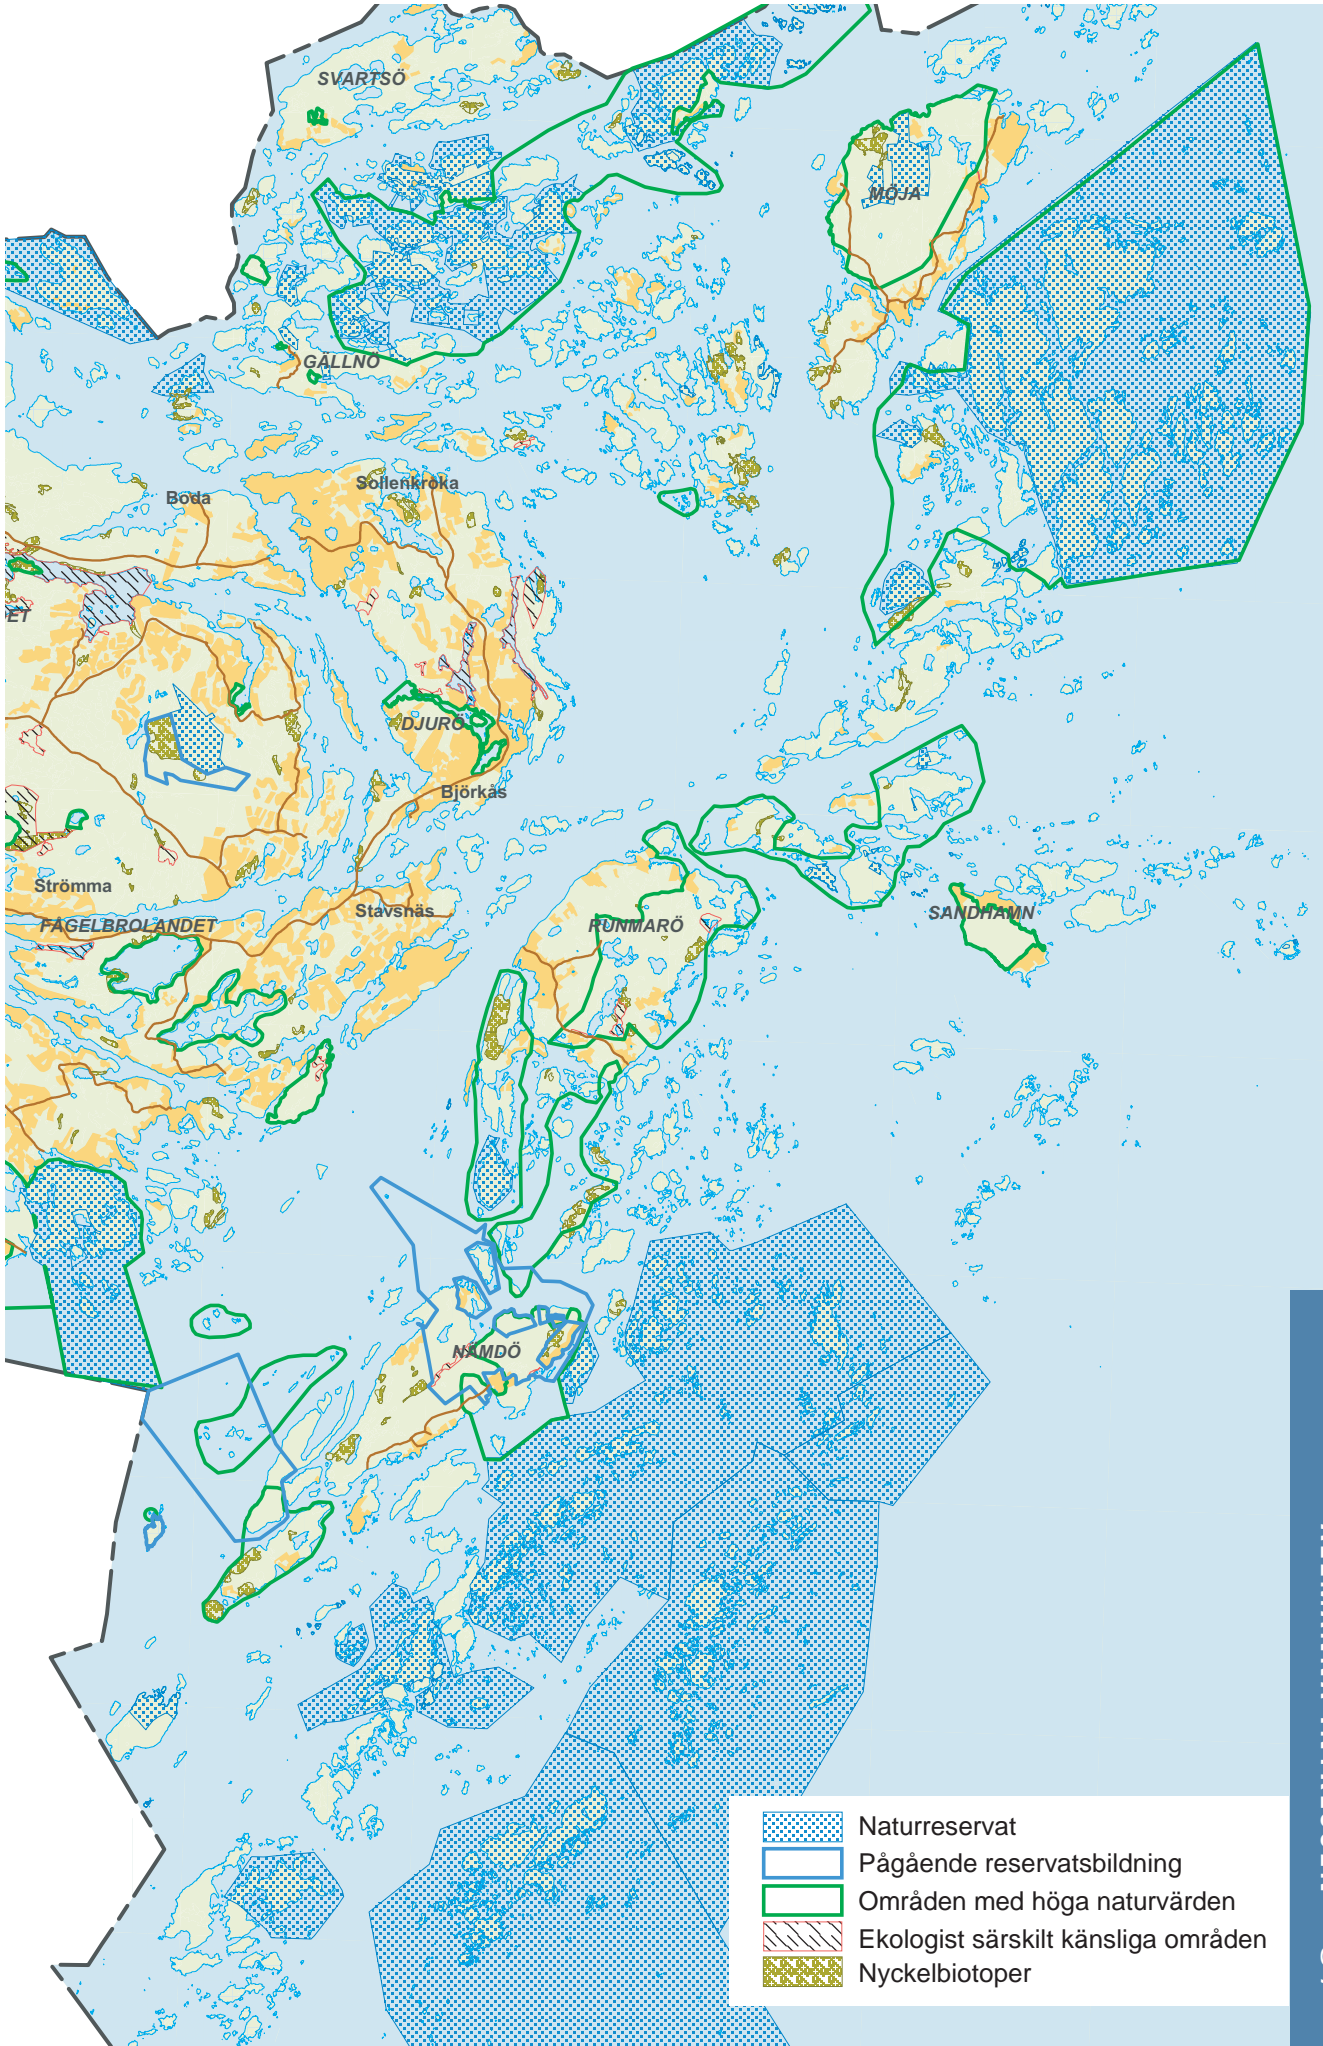 SVARTSÖ
MÖJA
GÄLLNÖ
Sollenkroka
Boda
ET
DJURÖ
Björkås
Strömma
Stavsnäs
FÅGELBROLANDET
RUNMARÖ
SANDHAMN
NÄMDÖ
Naturreservat
Pågående reservatsbildning
Områden med höga naturvärden
Ekologist särskilt känsliga områden
Nyckelbiotoper